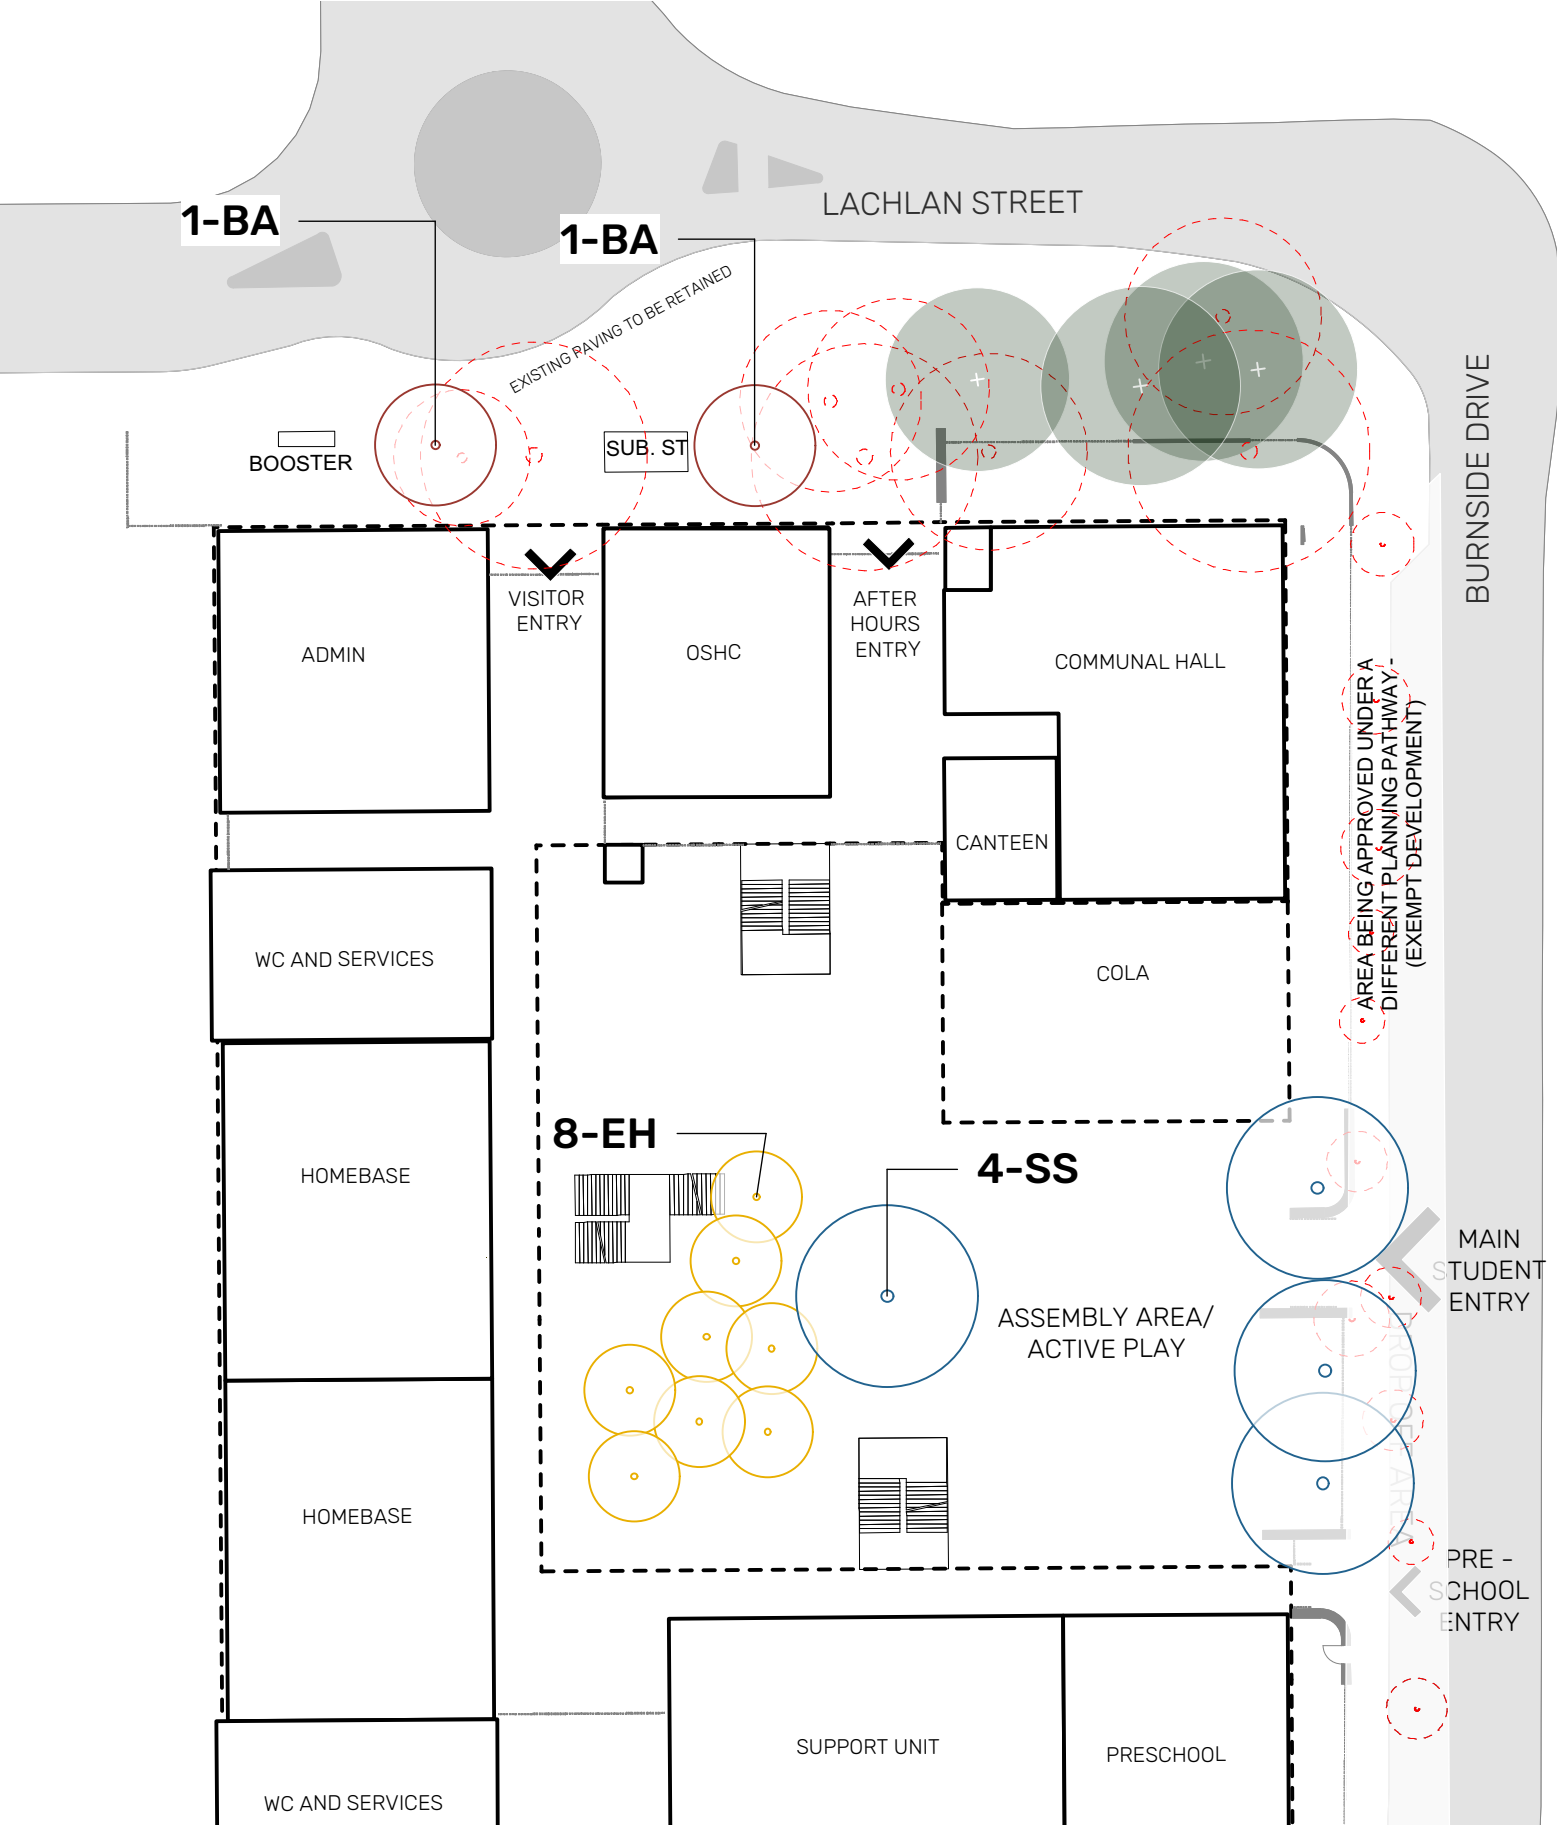 LACHLAN STREET
1-BA
1-BA
EXISTING PAVING TO BE RETAINED
BURNSIDE DRIVE
BOOSTER
SUB. ST
VISITOR
ENTRY
AFTER
HOURS
ENTRY
ADMIN
OSHC
COMMUNAL HALL
AREA BEING APPROVED UNDER A
DIFFERENT PLANNING PATHWAY -
(EXEMPT DEVELOPMENT)
CANTEEN
WC AND SERVICES
COLA
8-EH
4-SS
HOMEBASE
MAIN
STUDENT
ENTRY
ASSEMBLY AREA/
ACTIVE PLAY
DROP OFF AREA
HOMEBASE
PRE -
SCHOOL
ENTRY
SUPPORT UNIT
PRESCHOOL
WC AND SERVICES